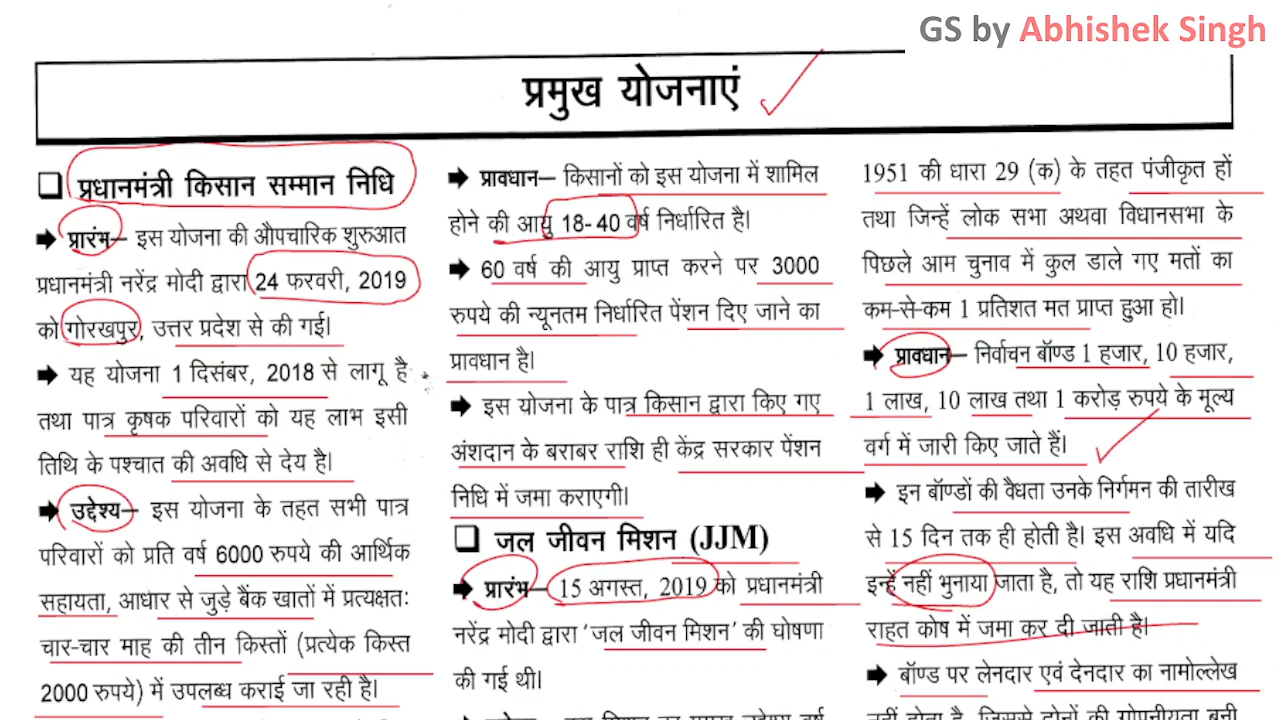 GS by Abhishek Singh
प्रमुख योजनाएं
❑ प्रधानमंत्री किसान सम्मान निधि
➡ प्रारंभ– इस योजना की औपचारिक शुरुआत
प्रधानमंत्री नरेंद्र मोदी द्वारा 24 फरवरी, 2019
को गोरखपुर, उत्तर प्रदेश से की गई।
➡ यह योजना 1 दिसंबर, 2018 से लागू है
तथा पात्र कृषक परिवारों को यह लाभ इसी
तिथि के पश्चात की अवधि से देय है।
➡ उद्देश्य– इस योजना के तहत सभी पात्र
परिवारों को प्रति वर्ष 6000 रुपये की आर्थिक
सहायता, आधार से जुड़े बैंक खातों में प्रत्यक्षतः
चार-चार माह की तीन किस्तों (प्रत्येक किस्त
2000 रुपये) में उपलब्ध कराई जा रही है।
➡ प्रावधान– किसानों को इस योजना में शामिल
होने की आयु 18-40 वर्ष निर्धारित है।
➡ 60 वर्ष की आयु प्राप्त करने पर 3000
रुपये की न्यूनतम निर्धारित पेंशन दिए जाने का
प्रावधान है।
➡ इस योजना के पात्र किसान द्वारा किए गए
अंशदान के बराबर राशि ही केंद्र सरकार पेंशन
निधि में जमा कराएगी।
❑ जल जीवन मिशन (JJM)
➡ प्रारंभ– 15 अगस्त, 2019 को प्रधानमंत्री
नरेंद्र मोदी द्वारा ‘जल जीवन मिशन’ की घोषणा
की गई थी।
1951 की धारा 29 (क) के तहत पंजीकृत हों
तथा जिन्हें लोक सभा अथवा विधानसभा के
पिछले आम चुनाव में कुल डाले गए मतों का
कम-से-कम 1 प्रतिशत मत प्राप्त हुआ हो।
➡ प्रावधान– निर्वाचन बॉण्ड 1 हजार, 10 हजार,
1 लाख, 10 लाख तथा 1 करोड़ रुपये के मूल्य
वर्ग में जारी किए जाते हैं।
➡ इन बॉण्डों की वैधता उनके निर्गमन की तारीख
से 15 दिन तक ही होती है। इस अवधि में यदि
इन्हें नहीं भुनाया जाता है, तो यह राशि प्रधानमंत्री
राहत कोष में जमा कर दी जाती है।
➡ बॉण्ड पर लेनदार एवं देनदार का नामोल्लेख
नहीं होता है, जिससे दोनों की गोपनीयता बनी